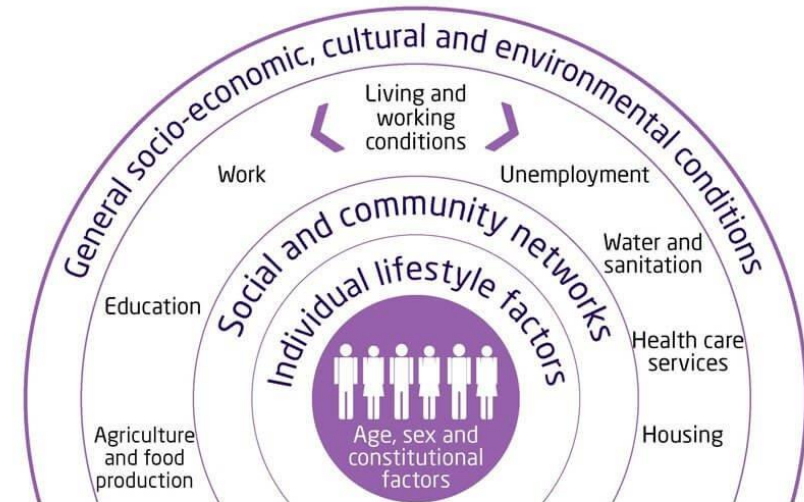 General socio-economic, cultural and environmental conditions
Living and
working
conditions
Work
Unemployment
Social and community networks
Water and
sanitation
Individual lifestyle factors
Education
Health care
services
Agriculture
and food
production
Age, sex and
constitutional
factors
Housing